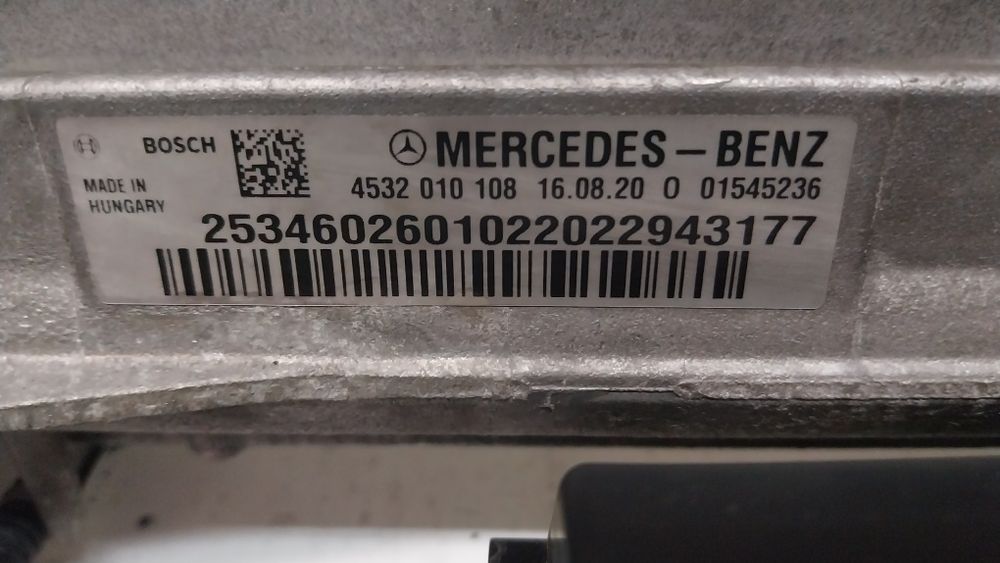 BOSCH
MERCEDES-BENZ
MADE IN
HUNGARY
4532 010 108 16.08.20 0 01545236
2534602601022022943177